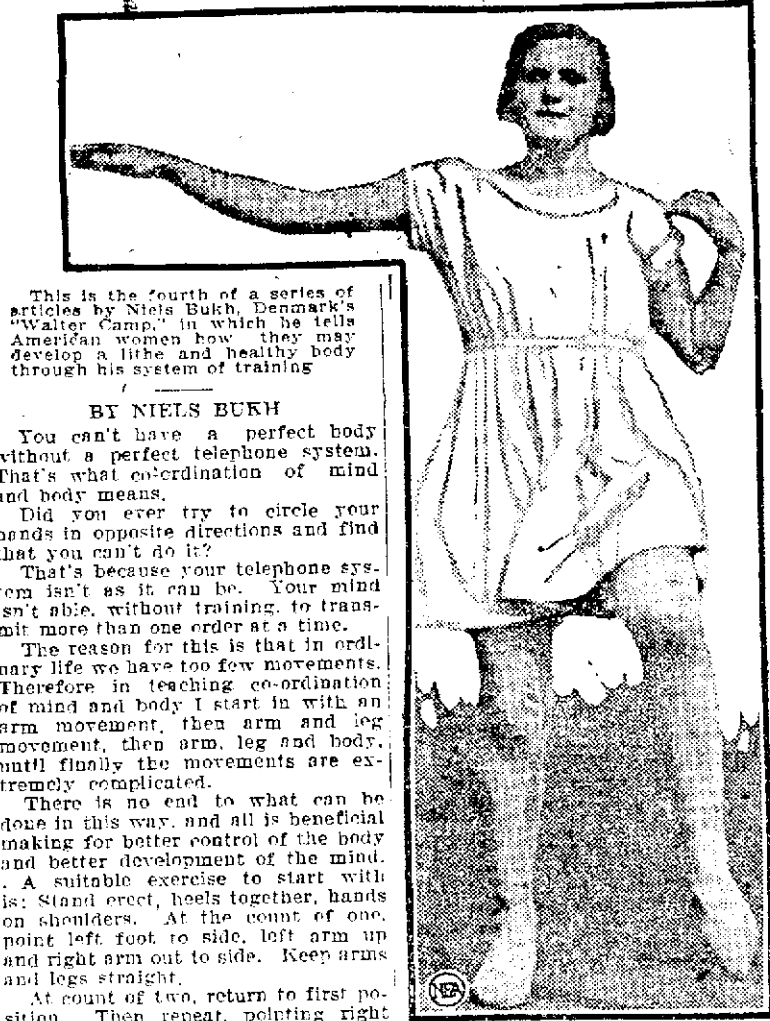 This is the fourth of a series of
articles by Niels Bukh, Denmark's
"Walter Camp," in which he tells
American women how they may
develop a lithe and healthy body
through his system of training
BY NIELS BUKH
You can't have a perfect body
without a perfect telephone system.
That's what co-ordination of mind
and body means.
Did you ever try to circle your
hands in opposite directions and find
that you can't do it?
That's because your telephone sys-
tem isn't as it can be. Your mind
isn't able, without training, to trans-
mit more than one order at a time.
The reason for this is that in ordi-
nary life we have too few movements.
Therefore in teaching co-ordination
of mind and body I start in with an
arm movement, then arm and leg
movement, then arm, leg and body,
until finally the movements are ex-
tremely complicated.
There is no end to what can be
done in this way, and all is beneficial
making for better control of the body
and better development of the mind.
A suitable exercise to start with
is: Stand erect, heels together, hands
on shoulders. At the count of one,
point left foot to side, left arm up
and right arm out to side. Keep arms
and legs straight.
At count of two, return to first po-
sition. Then repeat, pointing right
NEA